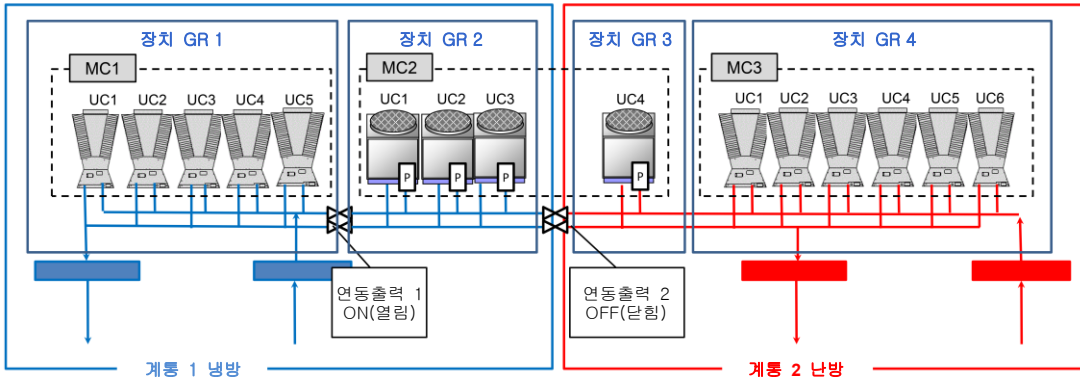 장치 GR 1
장치 GR 2
장치 GR 3
장치 GR 4
MC1
MC2
MC3
UC1
UC2
UC3
UC4
UC5
UC1
UC2
UC3
UC4
UC1
UC2
UC3
UC4
UC5
UC6
P
P
P
P
연동출력 1
ON(열림)
연동출력 2
OFF(닫힘)
계통 1 냉방
계통 2 난방